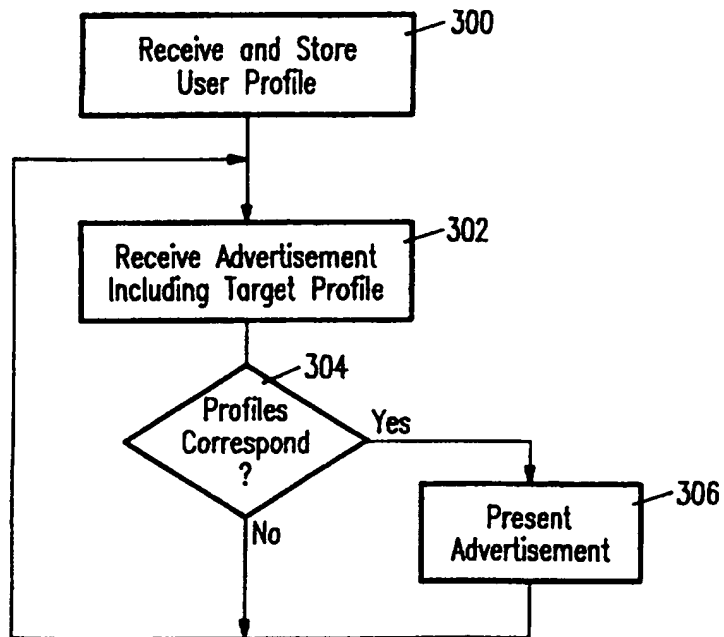 300
Receive and Store
User Profile
302
Receive Advertisement
Including Target Profile
304
Profiles
Correspond
?
Yes
No
306
Present
Advertisement